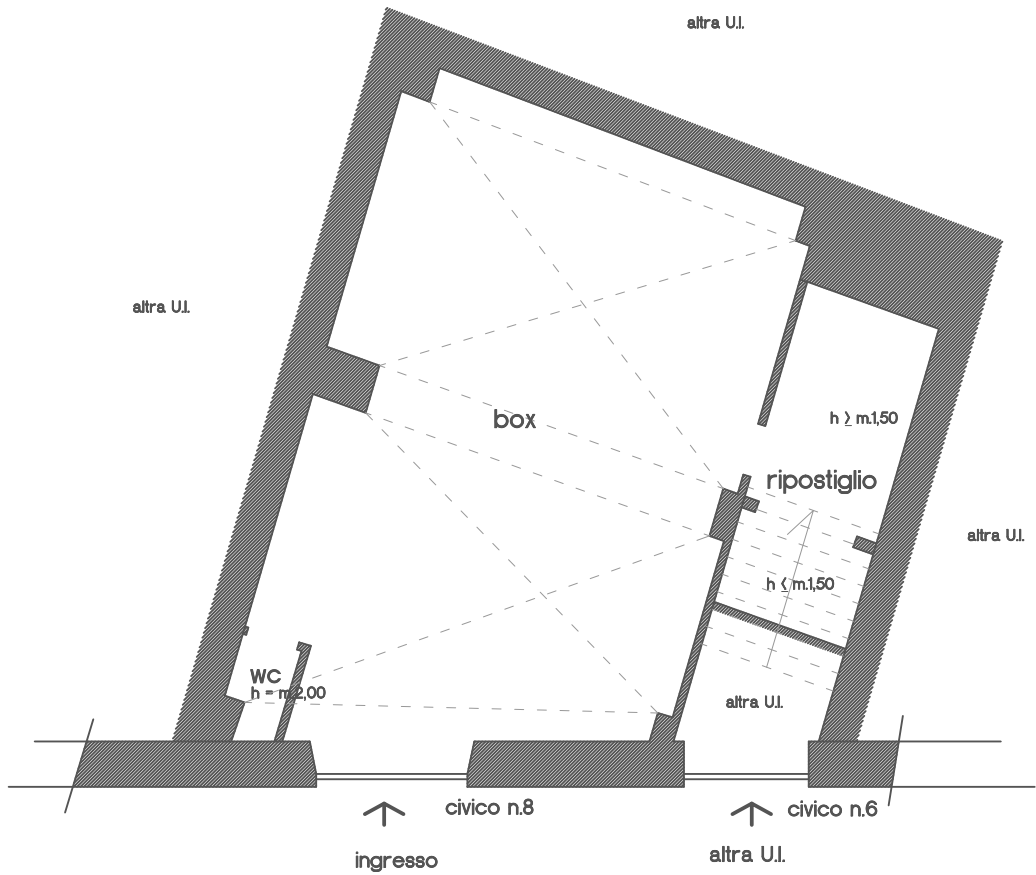 altra U.I.
altra U.I.
box
h ≥ m.1,50
ripostiglio
altra U.I.
h ≤ m.1,50
WC
h = m.2,00
altra U.I.
civico n.8
civico n.6
ingresso
altra U.I.